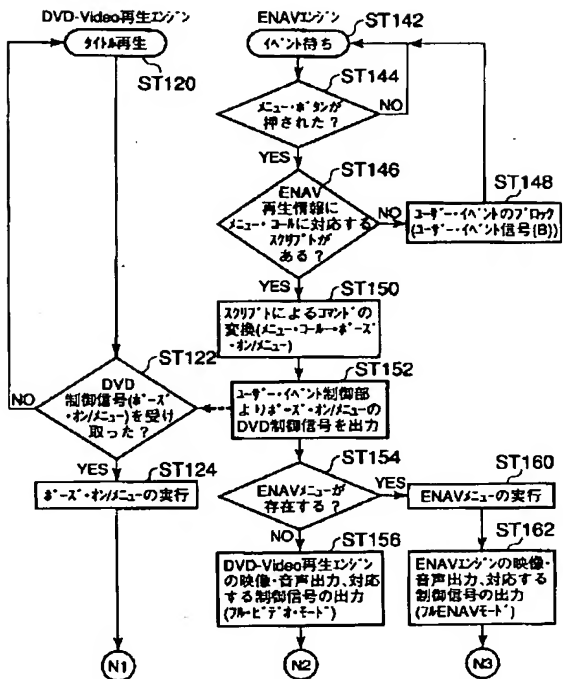 DVD-Video再生エンジン
タイトル再生
ST120
ENAVエンジン
ST142
イベント待ち
ST144
メニュー・ボタンが
押された?
NO
YES
ST146
ENAV
再生情報に
メニュー・コールに対応する
スクリプトが
ある?
NO
ST148
ユーザー・イベントのブロック
(ユーザー・イベント信号(B))
YES
ST150
スクリプトによるコマンドの
変換(メニュー・コール→ポーズ・
オン/メニュー)
ST122
DVD
制御信号(ポーズ・
オン/メニュー)を受け
取った?
NO
ST152
ユーザー・イベント制御部
よりポーズ・オン/メニューの
DVD制御信号を出力
YES
ST124
ポーズ・オン/メニューの実行
ST154
ENAVメニューが
存在する?
YES
ST160
ENAVメニューの実行
NO
ST156
DVD-Video再生エンジン
の映像・音声出力、対応
する制御信号の出力
(フル・ビデオ・モード)
ST162
ENAVエンジンの映像・
音声出力、対応する
制御信号の出力
(フルENAVモード)
N1
N2
N3